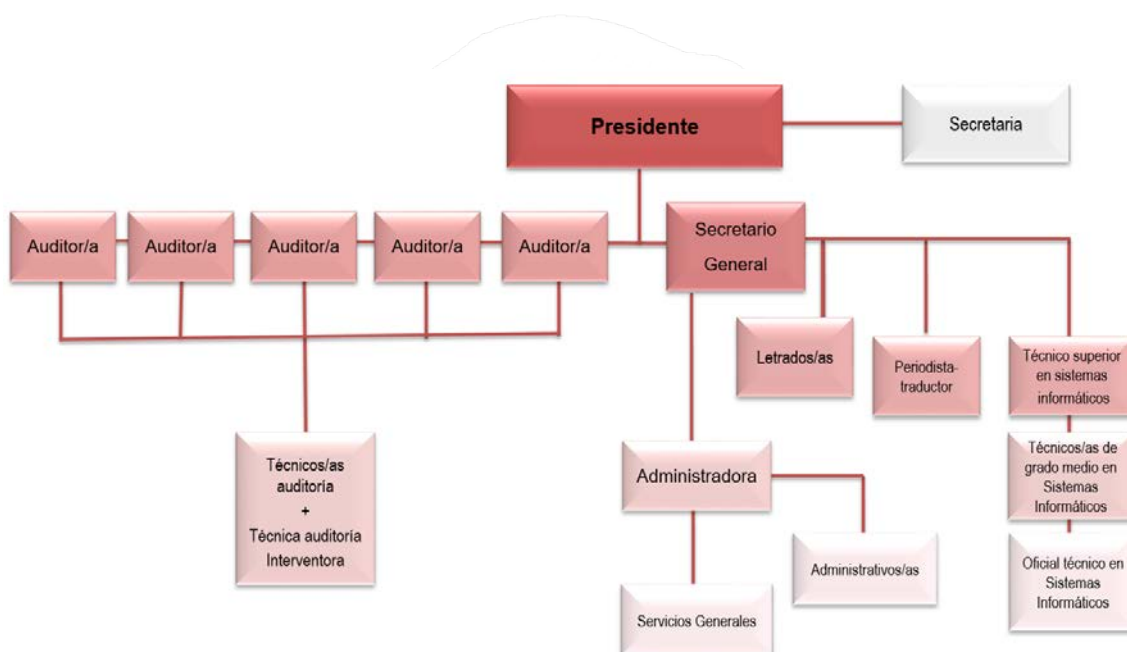 Presidente
Secretaria
Auditor/a
Auditor/a
Auditor/a
Auditor/a
Auditor/a
Secretario
General
Letrados/as
Periodista-
traductor
Técnico superior
en sistemas
informáticos
Técnicos/as
auditoría
+
Técnica auditoría
Interventora
Administradora
Técnicos/as de
grado medio en
Sistemas
Informáticos
Administrativos/as
Oficial técnico en
Sistemas
Informáticos
Servicios Generales